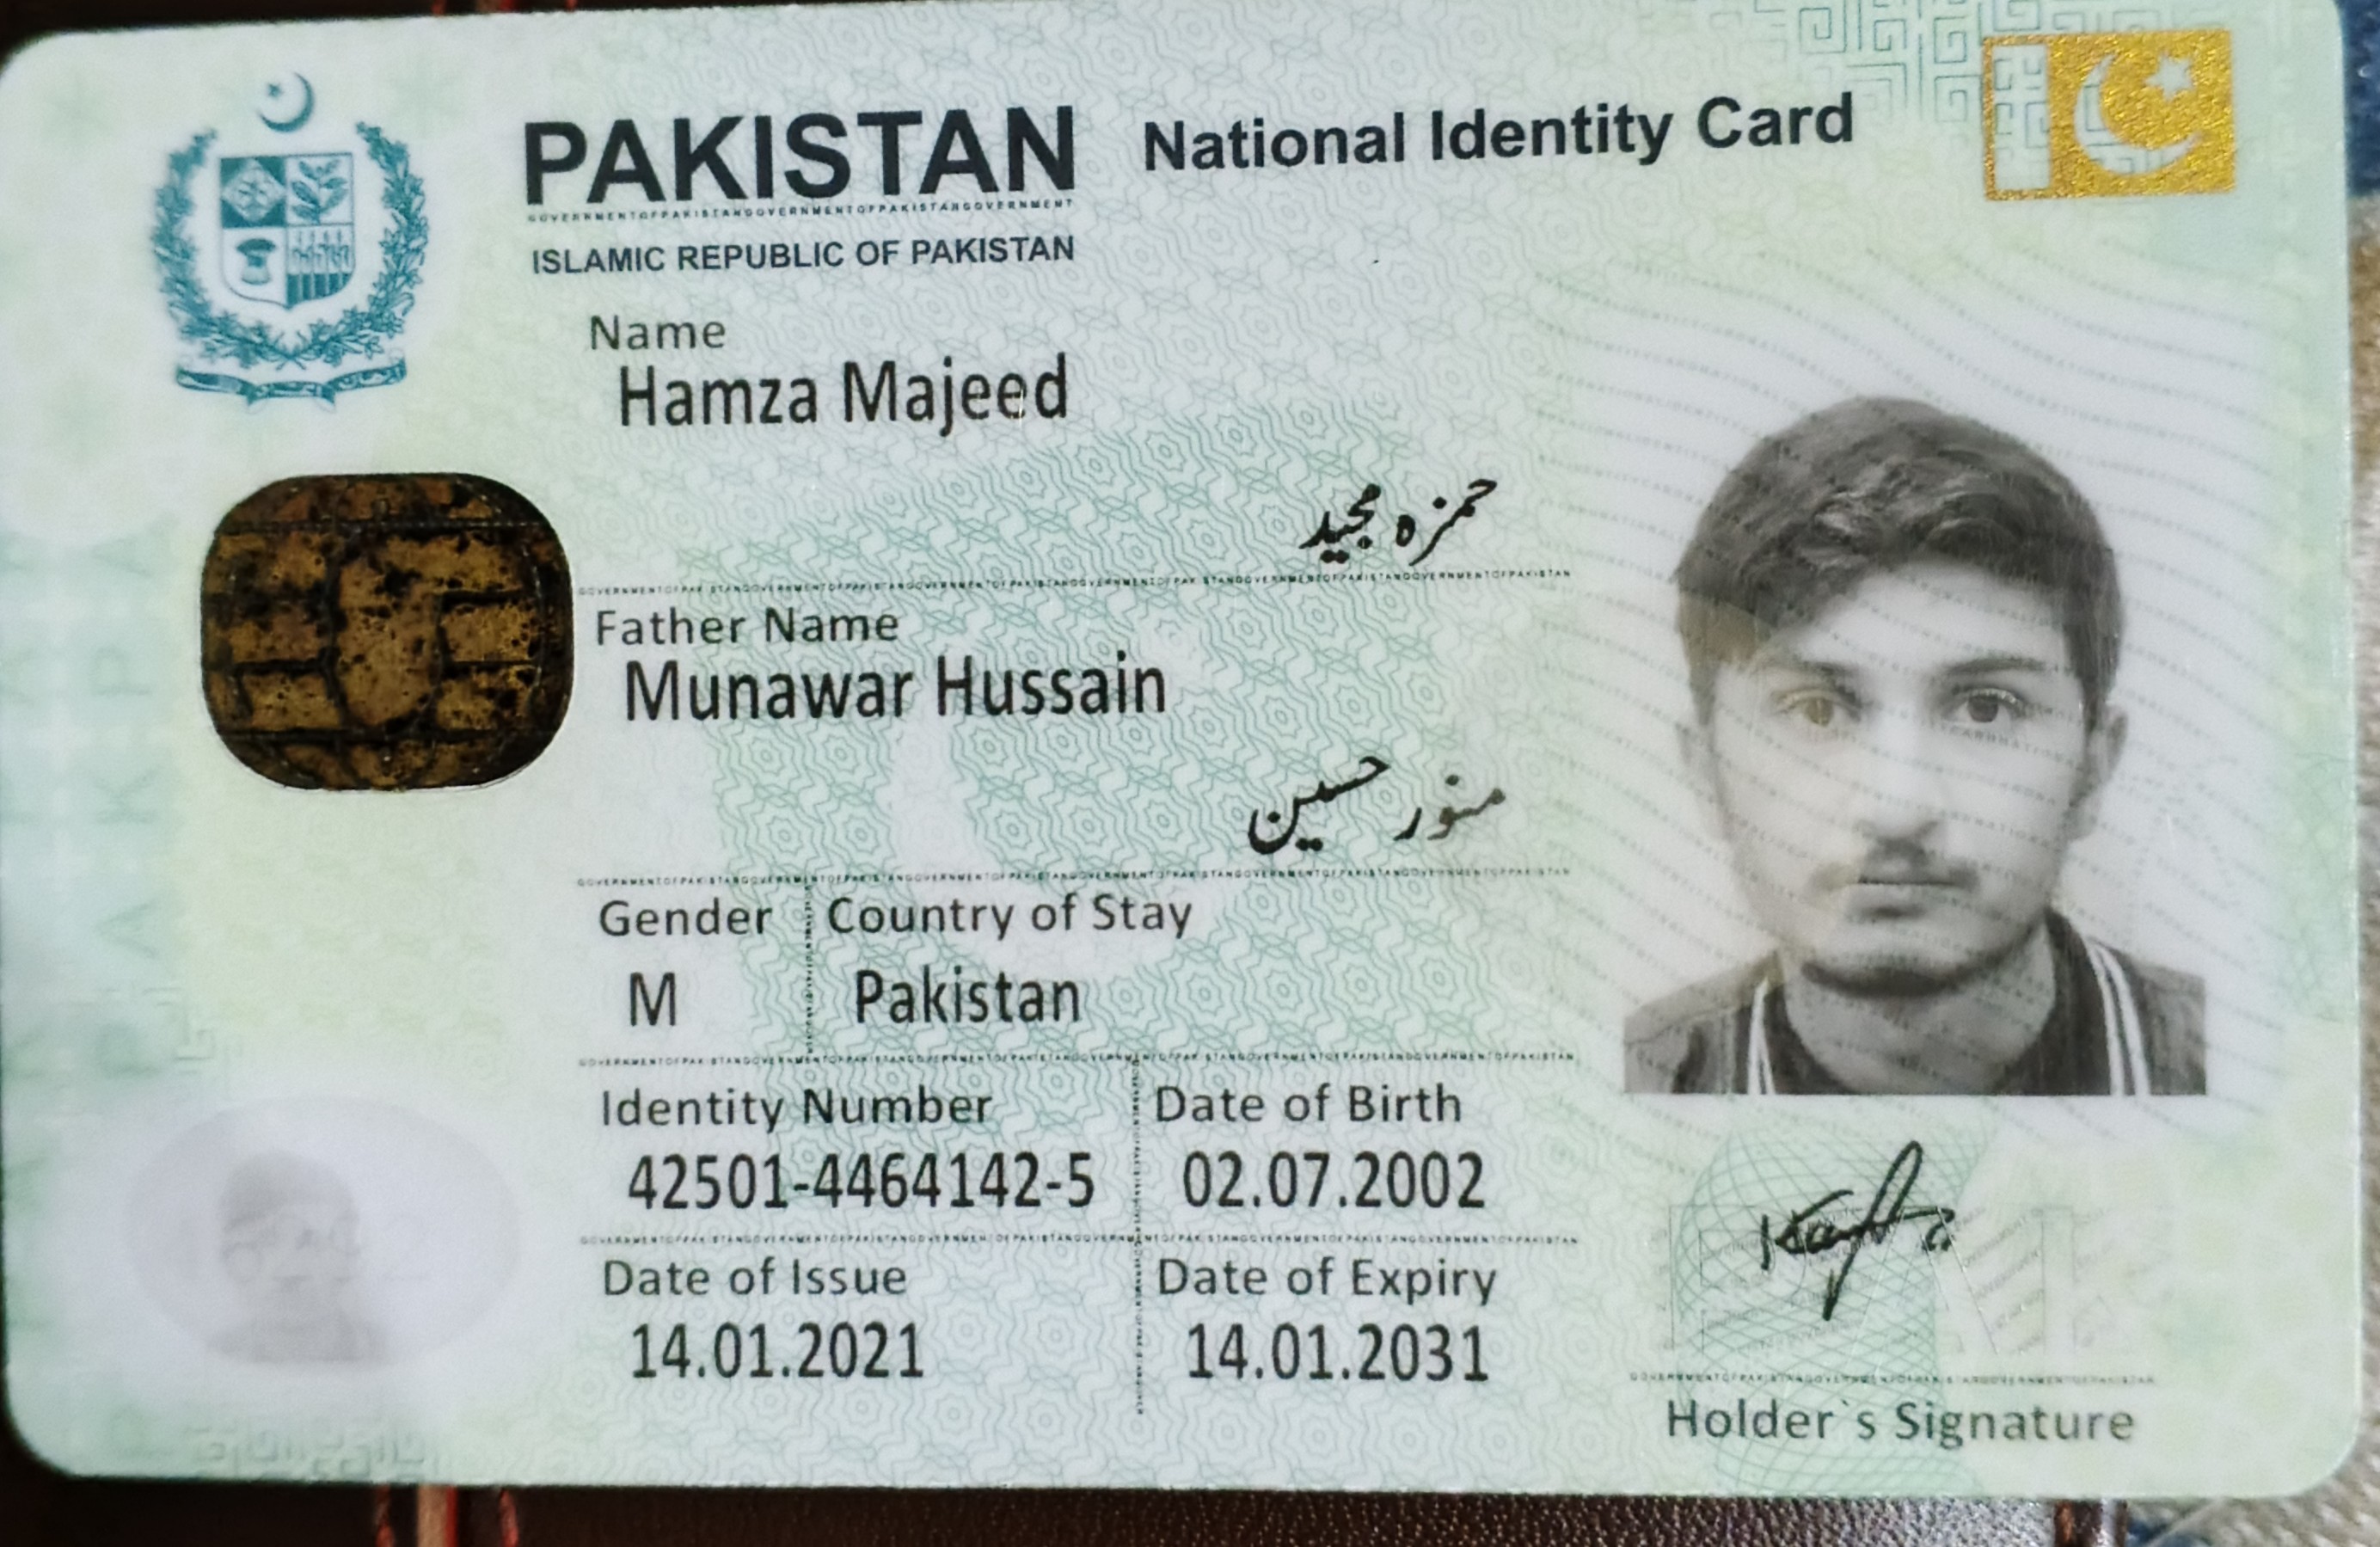 PAKISTAN National Identity Card
ISLAMIC REPUBLIC OF PAKISTAN
Name
Hamza Majeed
حمزہ مجید
Father Name
Munawar Hussain
منور حسین
Gender Country of Stay
M Pakistan
Identity Number Date of Birth
42501-4464142-5 02.07.2002
Date of Issue Date of Expiry
14.01.2021 14.01.2031
Holder`s Signature